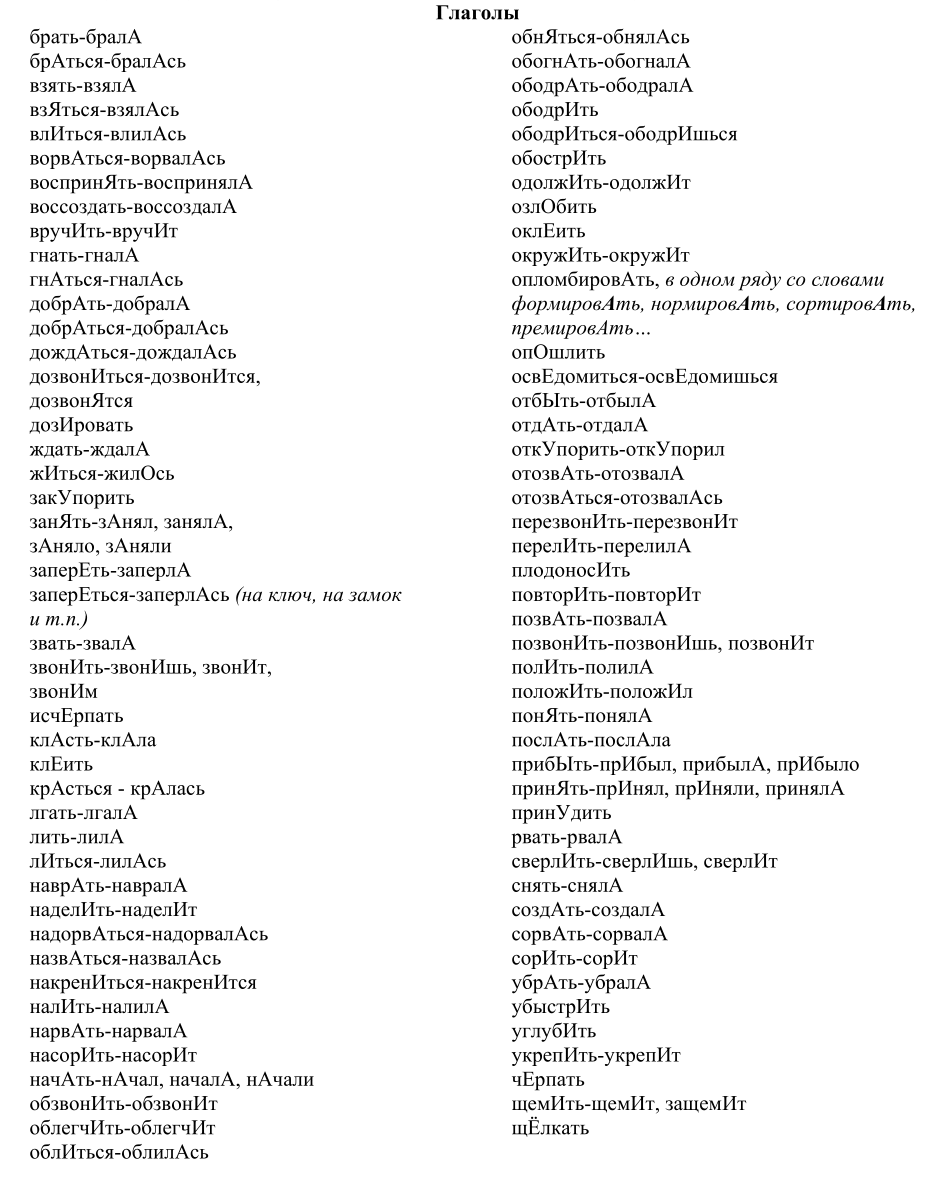 Глаголы
брать-бралА
брАться-бралАсь
взять-взялА
взЯться-взялАсь
влИться-влилАсь
ворвАться-ворвалАсь
воспринЯть-воспринялА
воссоздать-воссоздалА
вручИть-вручИт
гнать-гналА
гнАться-гналАсь
добрАть-добралА
добрАться-добралАсь
дождАться-дождалАсь
дозвонИться-дозвонИтся,
дозвонЯтся
дозИровать
ждать-ждалА
жИться-жилОсь
закУпорить
занЯть-зАнял, занялА,
зАняло, зАняли
заперЕть-заперлА
заперЕться-заперлАсь (на ключ, на замок
и т.п.)
звать-звалА
звонИть-звонИшь, звонИт,
звонИм
исчЕрпать
клАсть-клАла
клЕить
крАсться - крАлась
лгать-лгалА
лить-лилА
лИться-лилАсь
наврАть-навралА
наделИть-наделИт
надорвАться-надорвалАсь
назвАться-назвалАсь
накренИться-накренИтся
налИть-налилА
нарвАть-нарвалА
насорИть-насорИт
начАть-нАчал, началА, нАчали
обзвонИть-обзвонИт
облегчИть-облегчИт
облИться-облилАсь
обнЯться-обнялАсь
обогнАть-обогналА
ободрАть-ободралА
ободрИть
ободрИться-ободрИшься
обострИть
одолжИть-одолжИт
озлОбить
оклЕить
окружИть-окружИт
опломбировАть, в одном ряду со словами
формировАть, нормировАть, сортировАть,
премировАть…
опОшлить
освЕдомиться-освЕдомишься
отбЫть-отбылА
отдАть-отдалА
откУпорить-откУпорил
отозвАть-отозвалА
отозвАться-отозвалАсь
перезвонИть-перезвонИт
перелИть-перелилА
плодоносИть
повторИть-повторИт
позвАть-позвалА
позвонИть-позвонИшь, позвонИт
полИть-полилА
положИть-положИл
понЯть-понялА
послАть-послАла
прибЫть-прИбыл, прибылА, прИбыло
принЯть-прИнял, прИняли, принялА
принУдить
рвать-рвалА
сверлИть-сверлИшь, сверлИт
снять-снялА
создАть-создалА
сорвАть-сорвалА
сорИть-сорИт
убрАть-убралА
убыстрИть
углубИть
укрепИть-укрепИт
чЕрпать
щемИть-щемИт, защемИт
щЁлкать